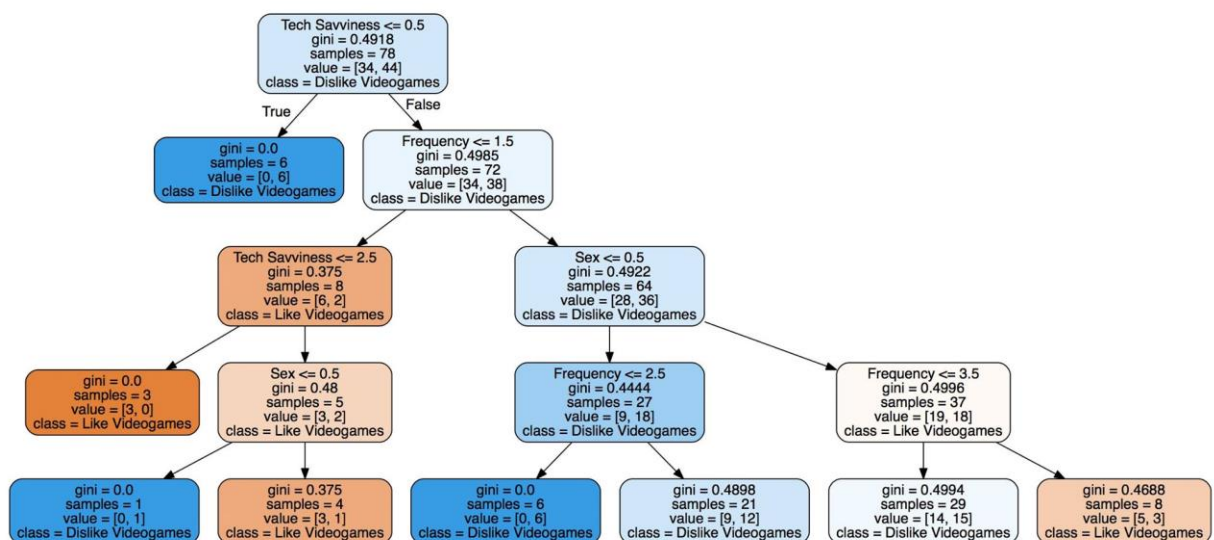 Tech Savviness <= 0.5
gini = 0.4918
samples = 78
value = [34, 44]
class = Dislike Videogames
True
False
gini = 0.0
samples = 6
value = [0, 6]
class = Dislike Videogames
Frequency <= 1.5
gini = 0.4985
samples = 72
value = [34, 38]
class = Dislike Videogames
Tech Savviness <= 2.5
gini = 0.375
samples = 8
value = [6, 2]
class = Like Videogames
Sex <= 0.5
gini = 0.4922
samples = 64
value = [28, 36]
class = Dislike Videogames
gini = 0.0
samples = 3
value = [3, 0]
class = Like Videogames
Sex <= 0.5
gini = 0.48
samples = 5
value = [3, 2]
class = Like Videogames
Frequency <= 2.5
gini = 0.4444
samples = 27
value = [9, 18]
class = Dislike Videogames
Frequency <= 3.5
gini = 0.4996
samples = 37
value = [19, 18]
class = Like Videogames
gini = 0.0
samples = 1
value = [0, 1]
class = Dislike Videogames
gini = 0.375
samples = 4
value = [3, 1]
class = Like Videogames
gini = 0.0
samples = 6
value = [0, 6]
class = Dislike Videogames
gini = 0.4898
samples = 21
value = [9, 12]
class = Dislike Videogames
gini = 0.4994
samples = 29
value = [14, 15]
class = Dislike Videogames
gini = 0.4688
samples = 8
value = [5, 3]
class = Like Videogames